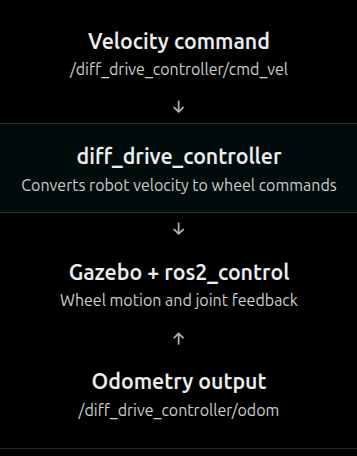 Velocity command
/diff_drive_controller/cmd_vel
↓
diff_drive_controller
Converts robot velocity to wheel commands
↓
Gazebo + ros2_control
Wheel motion and joint feedback
↑
Odometry output
/diff_drive_controller/odom